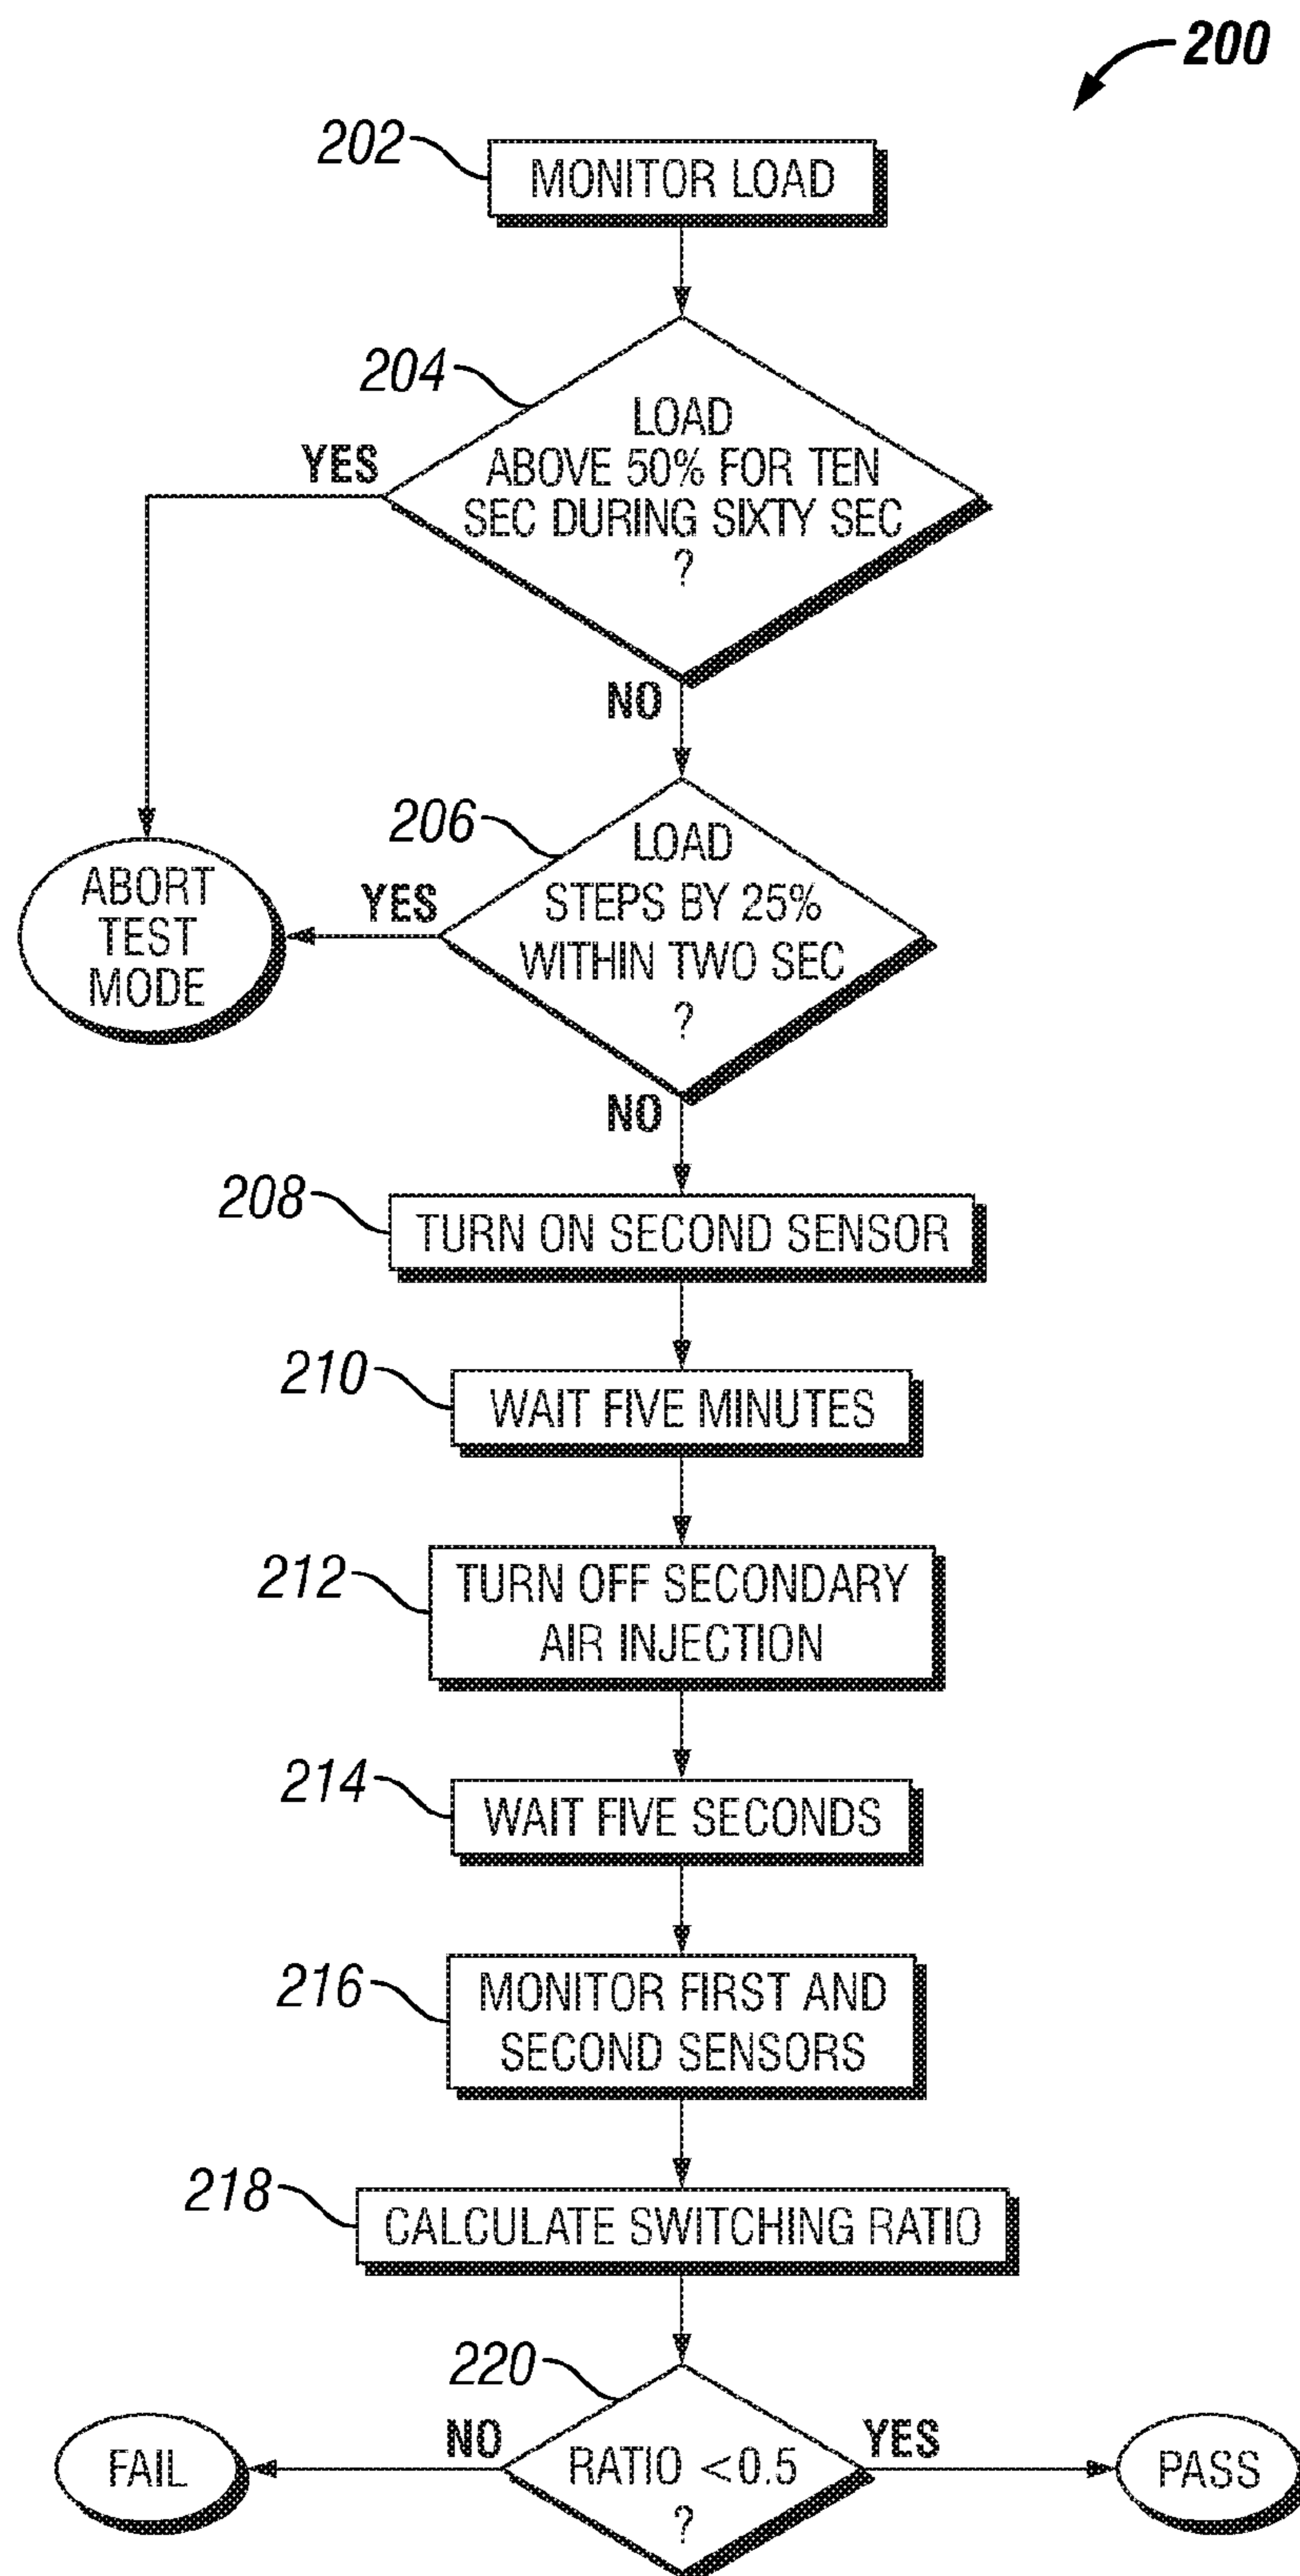 200
202
MONITOR LOAD
204
LOAD
ABOVE 50% FOR TEN
SEC DURING SIXTY SEC
?
YES
NO
206
LOAD
STEPS BY 25%
WITHIN TWO SEC
?
YES
ABORT
TEST
MODE
NO
208
TURN ON SECOND SENSOR
210
WAIT FIVE MINUTES
212
TURN OFF SECONDARY
AIR INJECTION
214
WAIT FIVE SECONDS
216
MONITOR FIRST AND
SECOND SENSORS
218
CALCULATE SWITCHING RATIO
220
RATIO <0.5
?
NO
FAIL
YES
PASS